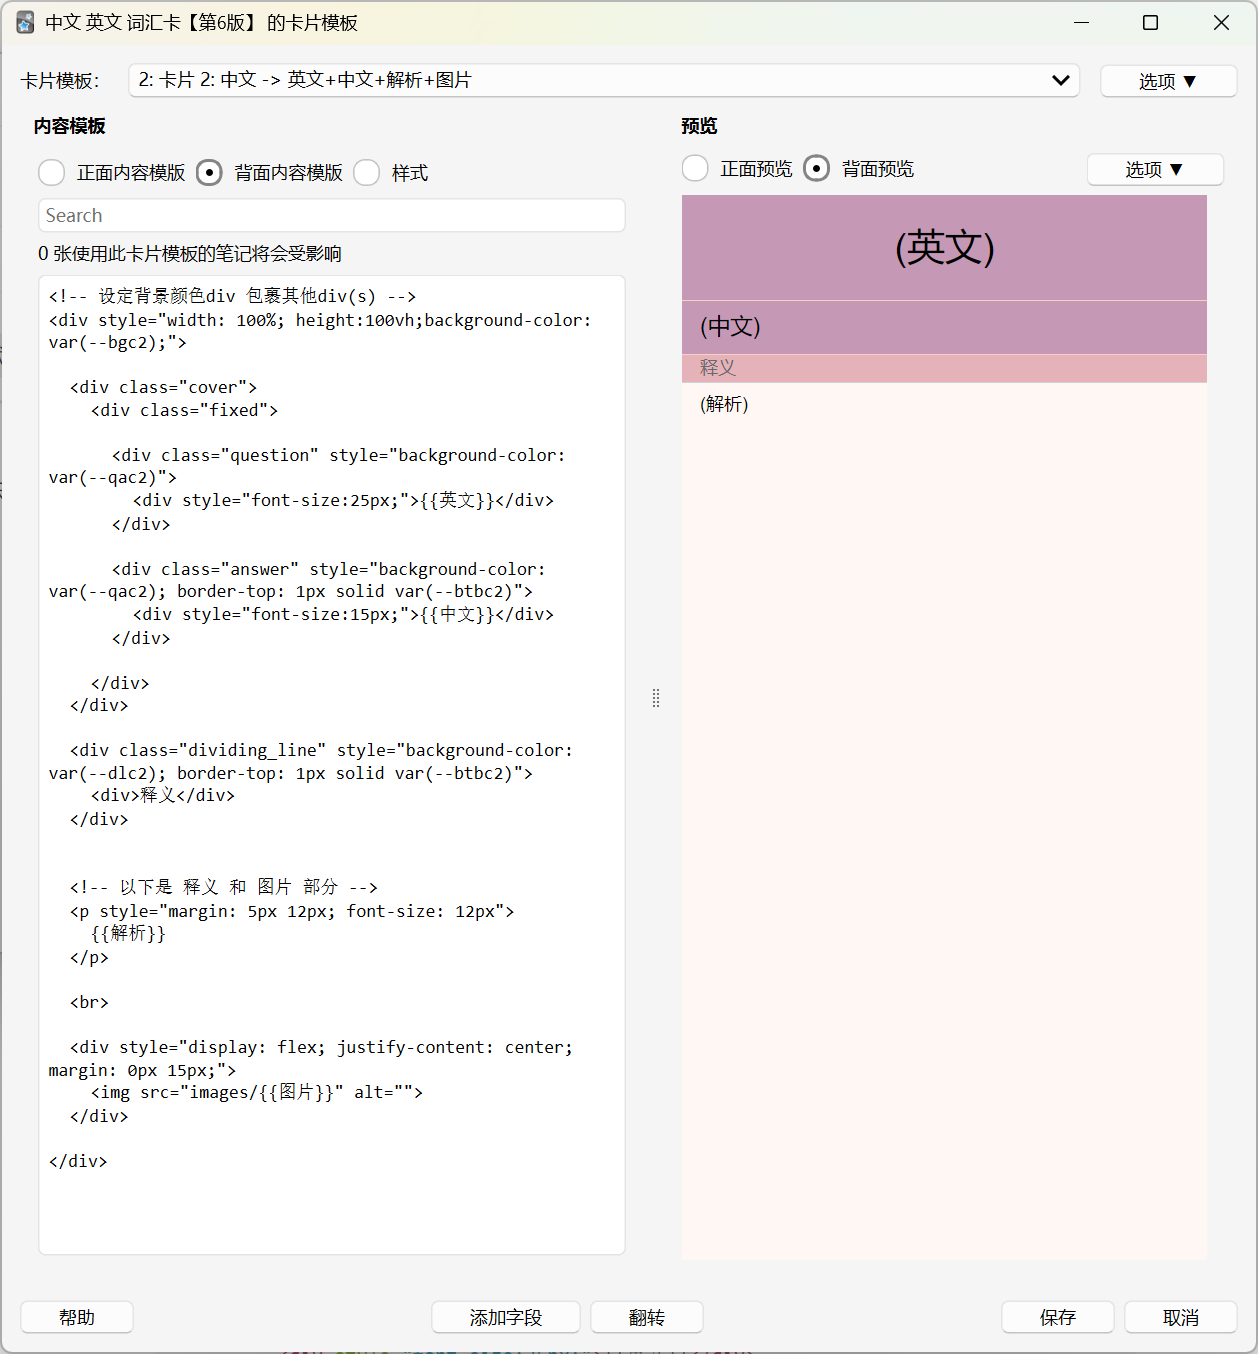 中文 英文 词汇卡【第6版】 的卡片模板
卡片模板：
2: 卡片 2: 中文 -> 英文+中文+解析+图片
选项 ▼
内容模板
正面内容模版
背面内容模版
样式
Search
0 张使用此卡片模板的笔记将会受影响
<!-- 设定背景颜色div 包裹其他div(s) -->
<div style="width: 100%; height:100vh;background-color:
var(--bgc2);">
<div class="cover">
<div class="fixed">
<div class="question" style="background-color:
var(--qac2)">
<div style="font-size:25px;">{{英文}}</div>
</div>
<div class="answer" style="background-color:
var(--qac2); border-top: 1px solid var(--btbc2)">
<div style="font-size:15px;">{{中文}}</div>
</div>
</div>
</div>
<div class="dividing_line" style="background-color:
var(--dlc2); border-top: 1px solid var(--btbc2)">
<div>释义</div>
</div>
<!-- 以下是 释义 和 图片 部分 -->
<p style="margin: 5px 12px; font-size: 12px">
{{解析}}
</p>
<br>
<div style="display: flex; justify-content: center;
margin: 0px 15px;">
<img src="images/{{图片}}" alt="">
</div>
</div>
预览
正面预览
背面预览
选项 ▼
(英文)
(中文)
释义
(解析)
帮助
添加字段
翻转
保存
取消